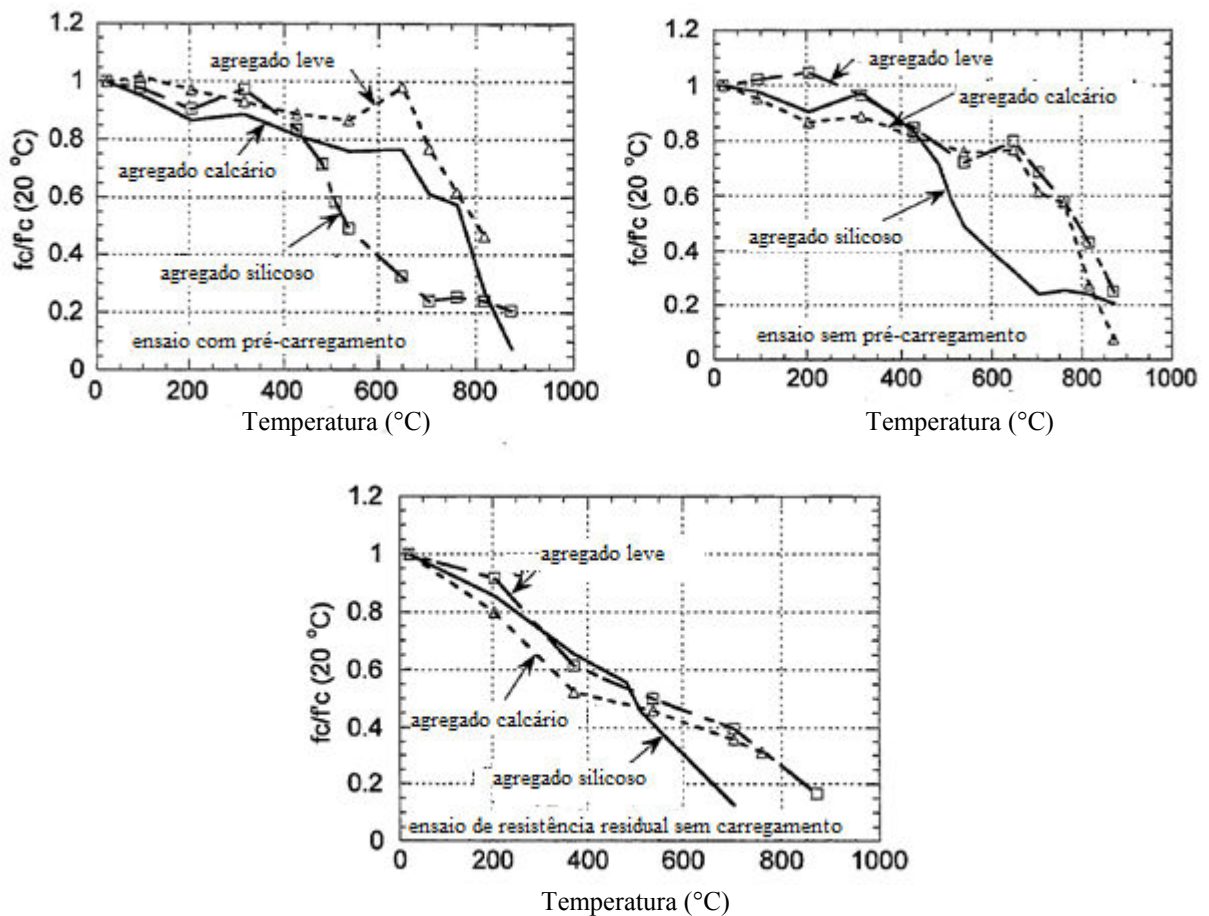 1.2
1
0.8
0.6
0.4
0.2
0
fc/f'c (20 °C)
agregado leve
agregado calcário
agregado silicoso
ensaio com pré-carregamento
0 200 400 600 800 1000
Temperatura (°C)
1.2
1
0.8
0.6
0.4
0.2
0
fc/f'c (20 °C)
agregado leve
agregado calcário
agregado silicoso
ensaio sem pré-carregamento
0 200 400 600 800 1000
Temperatura (°C)
1.2
1
0.8
0.6
0.4
0.2
0
fc/f'c (20 °C)
agregado leve
agregado calcário
agregado silicoso
ensaio de resistência residual sem carregamento
0 200 400 600 800 1000
Temperatura (°C)